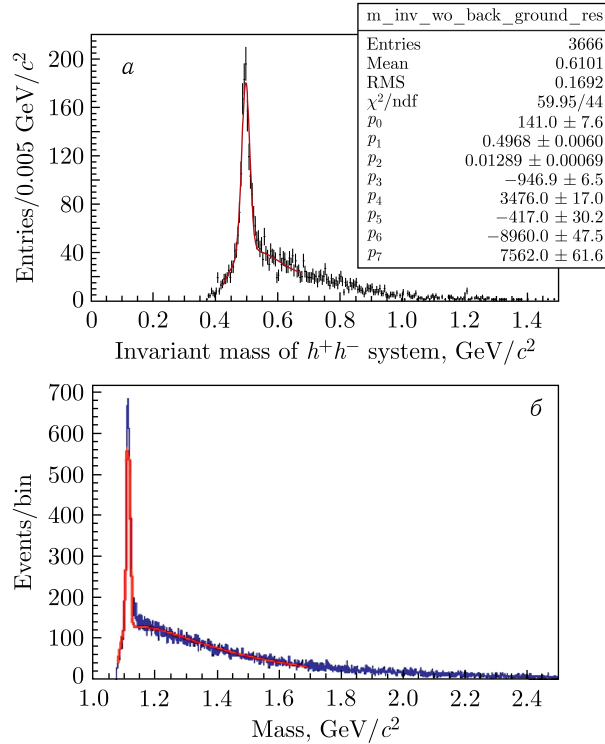 m_inv_wo_back_ground_res
Entries 3666
Mean 0.6101
RMS 0.1692
χ²/ndf 59.95/44
p₀ 141.0 ± 7.6
p₁ 0.4968 ± 0.0060
p₂ 0.01289 ± 0.00069
p₃ −946.9 ± 6.5
p₄ 3476.0 ± 17.0
p₅ −417.0 ± 30.2
p₆ −8960.0 ± 47.5
p₇ 7562.0 ± 61.6
а
Entries/0.005 GeV/c²
200
160
120
80
40
0
0 0.2 0.4 0.6 0.8 1.0 1.2 1.4
Invariant mass of h⁺h⁻ system, GeV/c²
б
Events/bin
700
600
500
400
300
200
100
0
1.0 1.2 1.4 1.6 1.8 2.0 2.2 2.4
Mass, GeV/c²